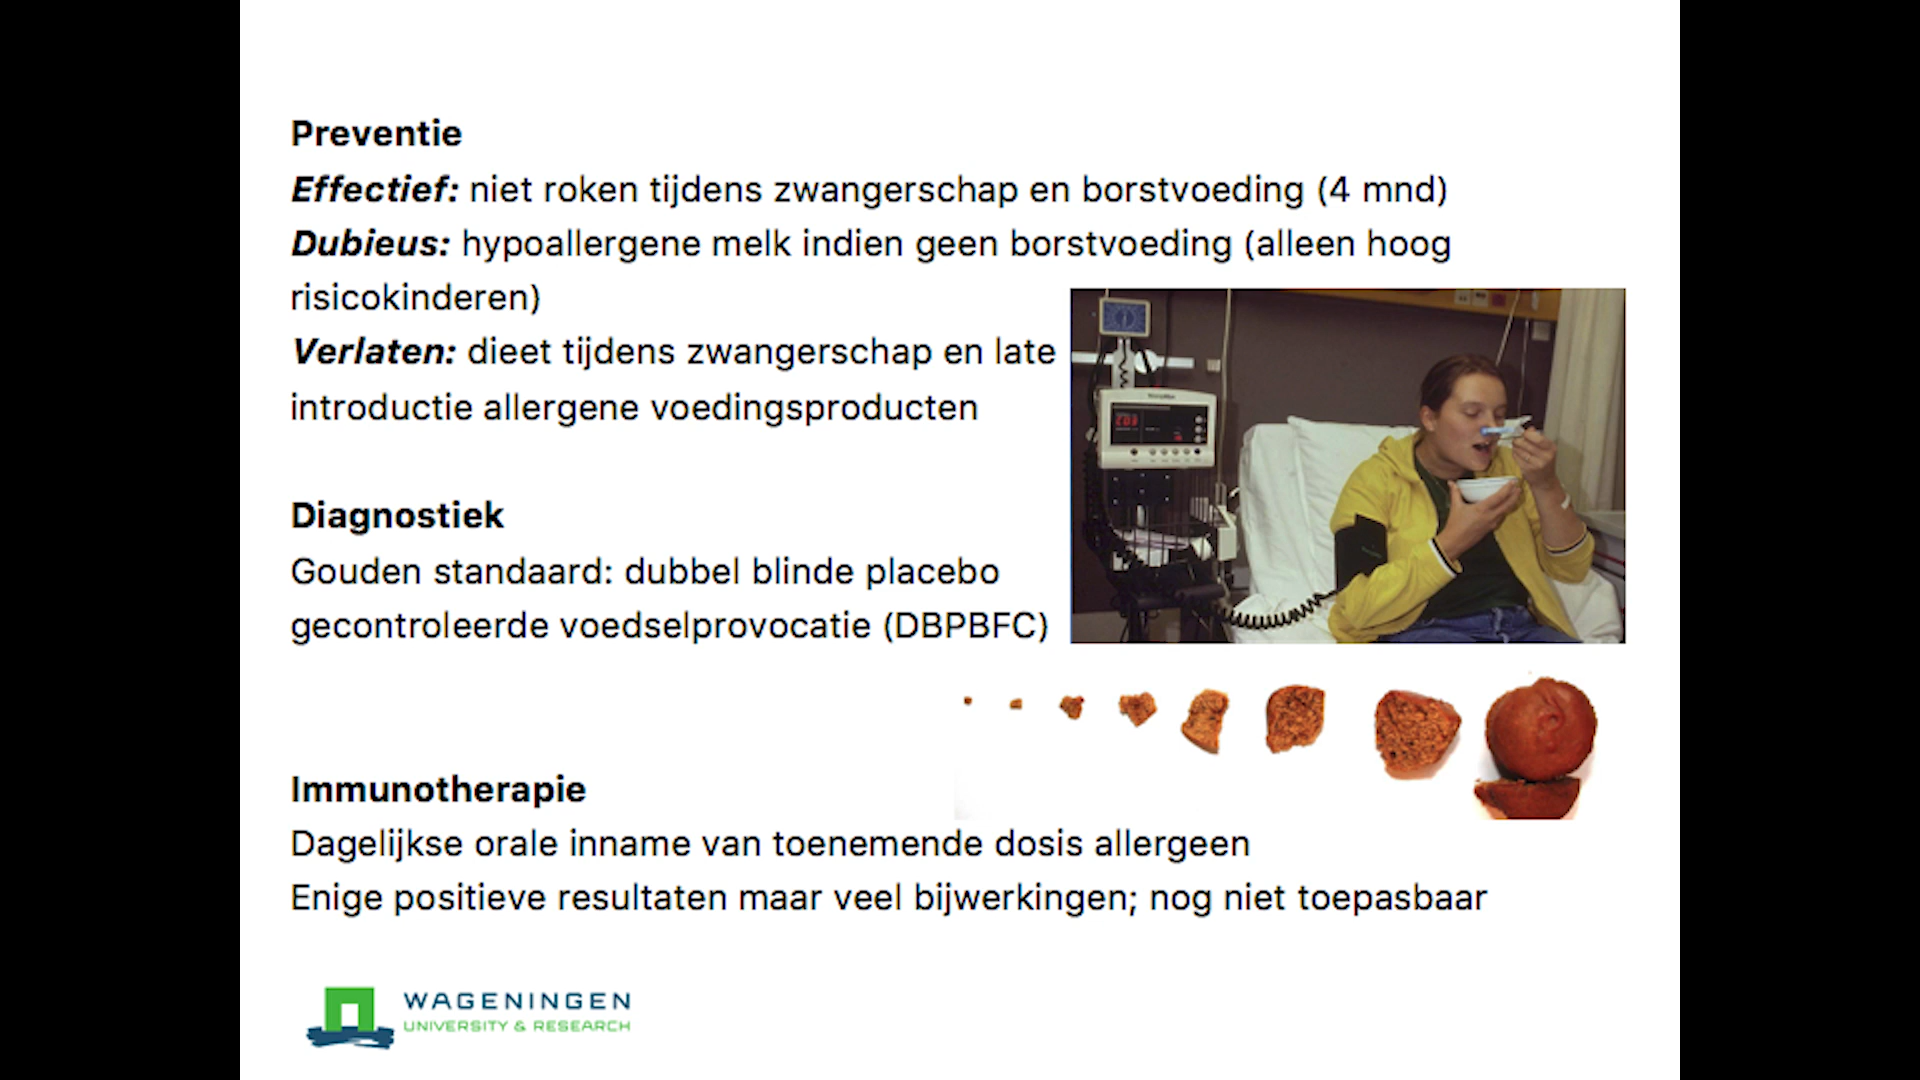 Preventie
Effectief: niet roken tijdens zwangerschap en borstvoeding (4 mnd)
Dubieus: hypoallergene melk indien geen borstvoeding (alleen hoog
risicokinderen)
Verlaten: dieet tijdens zwangerschap en late
introductie allergene voedingsproducten
Diagnostiek
Gouden standaard: dubbel blinde placebo
gecontroleerde voedselprovocatie (DBPBFC)
Immunotherapie
Dagelijkse orale inname van toenemende dosis allergeen
Enige positieve resultaten maar veel bijwerkingen; nog niet toepasbaar
WAGENINGEN
UNIVERSITY & RESEARCH